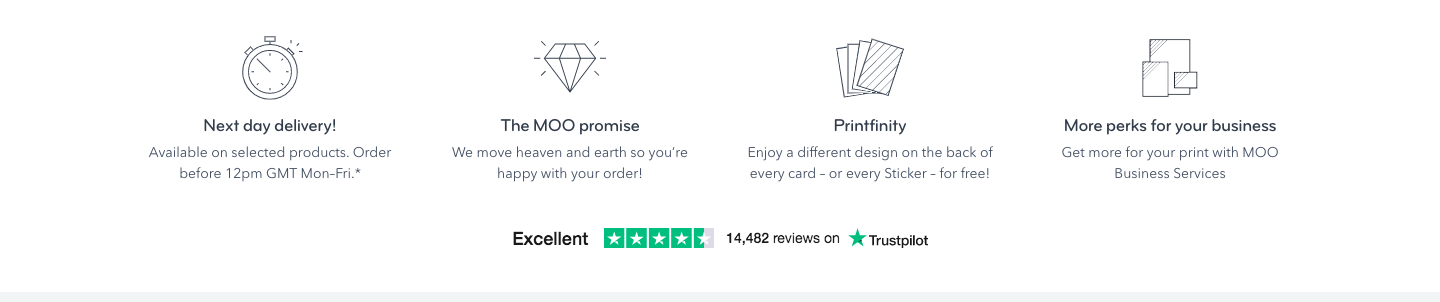 Next day delivery!
Available on selected products. Order
before 12pm GMT Mon–Fri.*
The MOO promise
We move heaven and earth so you're
happy with your order!
Printfinity
Enjoy a different design on the back of
every card – or every Sticker – for free!
More perks for your business
Get more for your print with MOO
Business Services
Excellent 14,482 reviews on Trustpilot